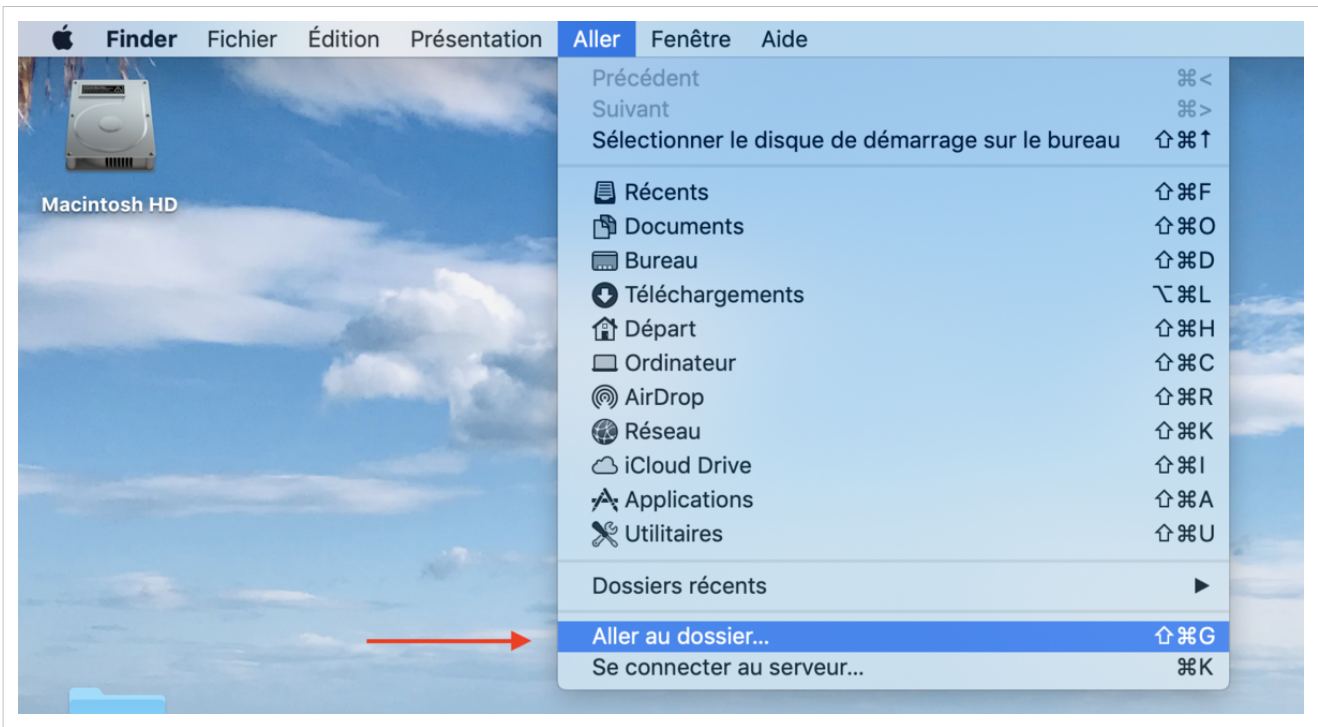 Finder Fichier Édition Présentation Aller Fenêtre Aide
Précédent ⌘<
Suivant ⌘>
Sélectionner le disque de démarrage sur le bureau ⇧⌘↑
Macintosh HD
Récents ⇧⌘F
Documents ⇧⌘O
Bureau ⇧⌘D
Téléchargements ⌥⌘L
Départ ⇧⌘H
Ordinateur ⇧⌘C
AirDrop ⇧⌘R
Réseau ⇧⌘K
iCloud Drive ⇧⌘I
Applications ⇧⌘A
Utilitaires ⇧⌘U
Dossiers récents
Aller au dossier... ⇧⌘G
Se connecter au serveur... ⌘K